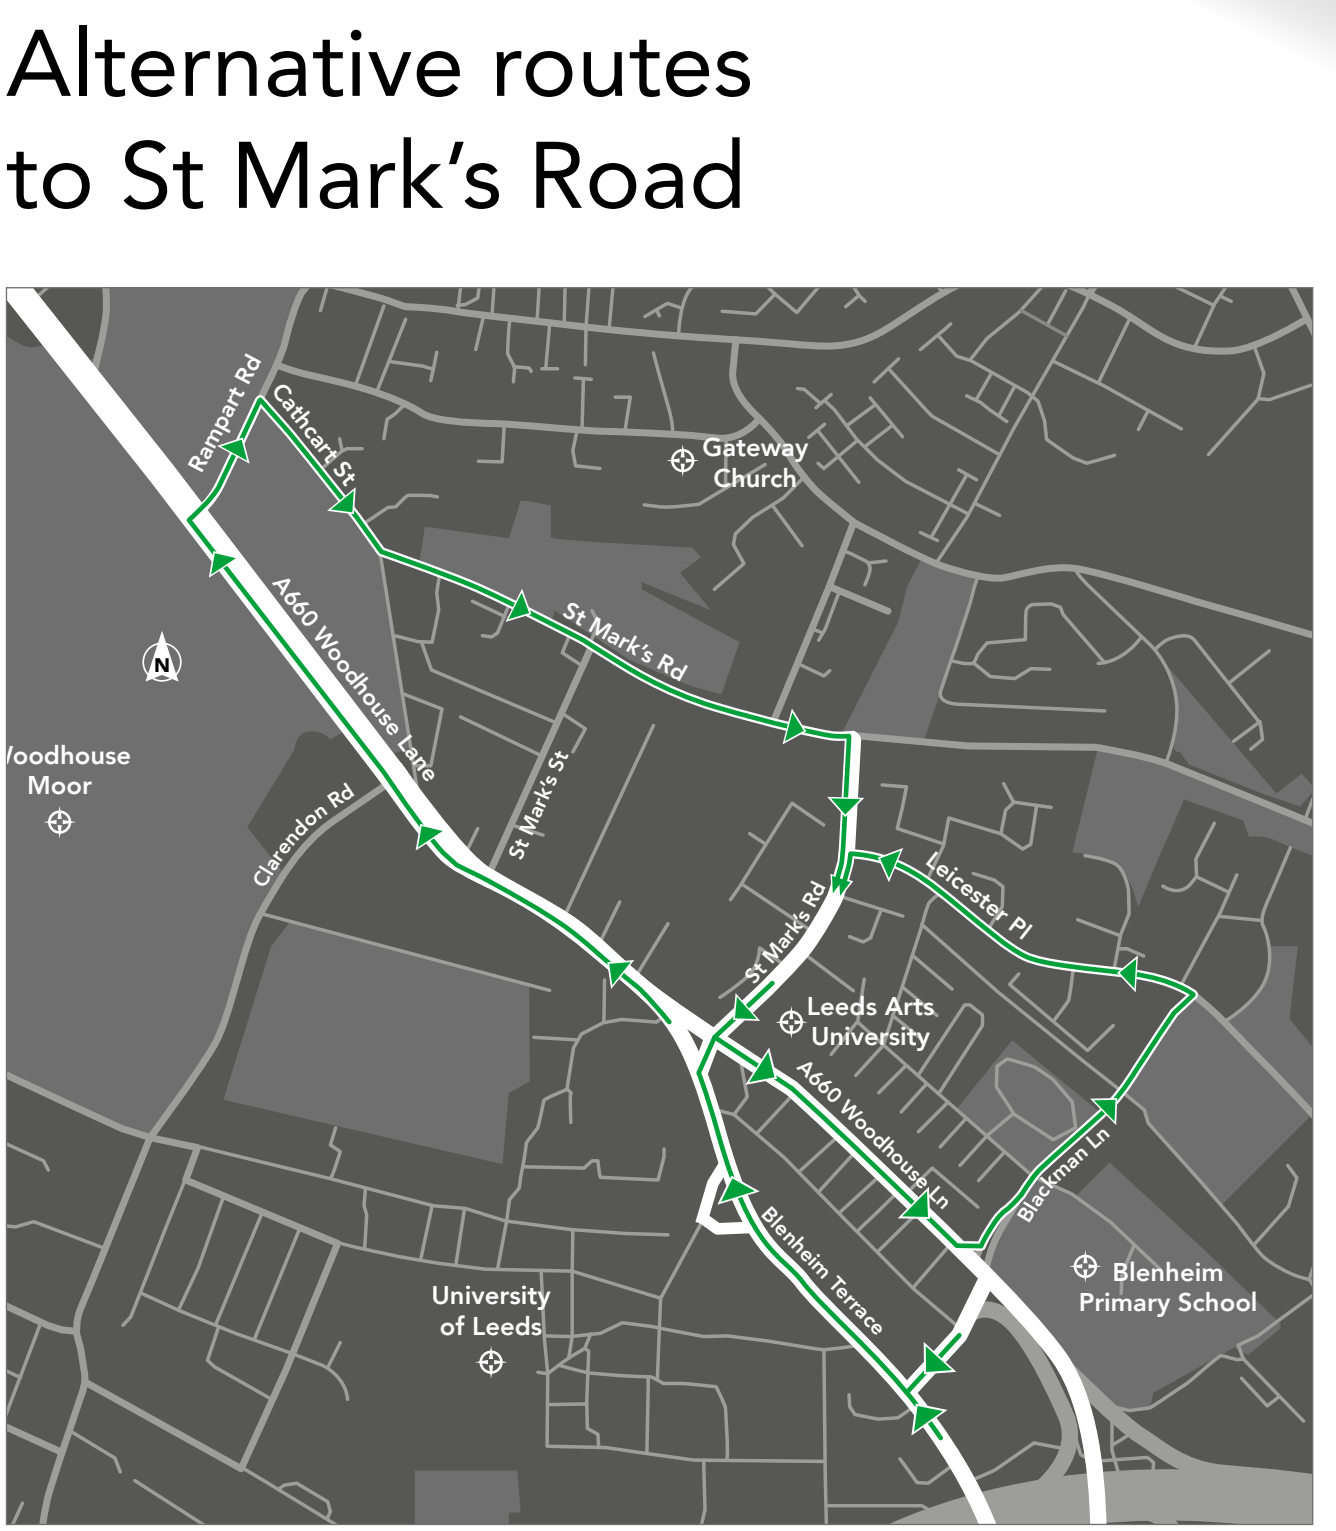 Alternative routes
to St Mark’s Road
Rampart Rd
Cathcart St
Gateway
Church
A660 Woodhouse Lane
St Mark’s Rd
N
oodhouse
Moor
Clarendon Rd
St Mark’s St
Leicester Pl
St Mark’s Rd
Leeds Arts
University
A660 Woodhouse Ln
Blackman Ln
Blenheim Terrace
Blenheim
Primary School
University
of Leeds